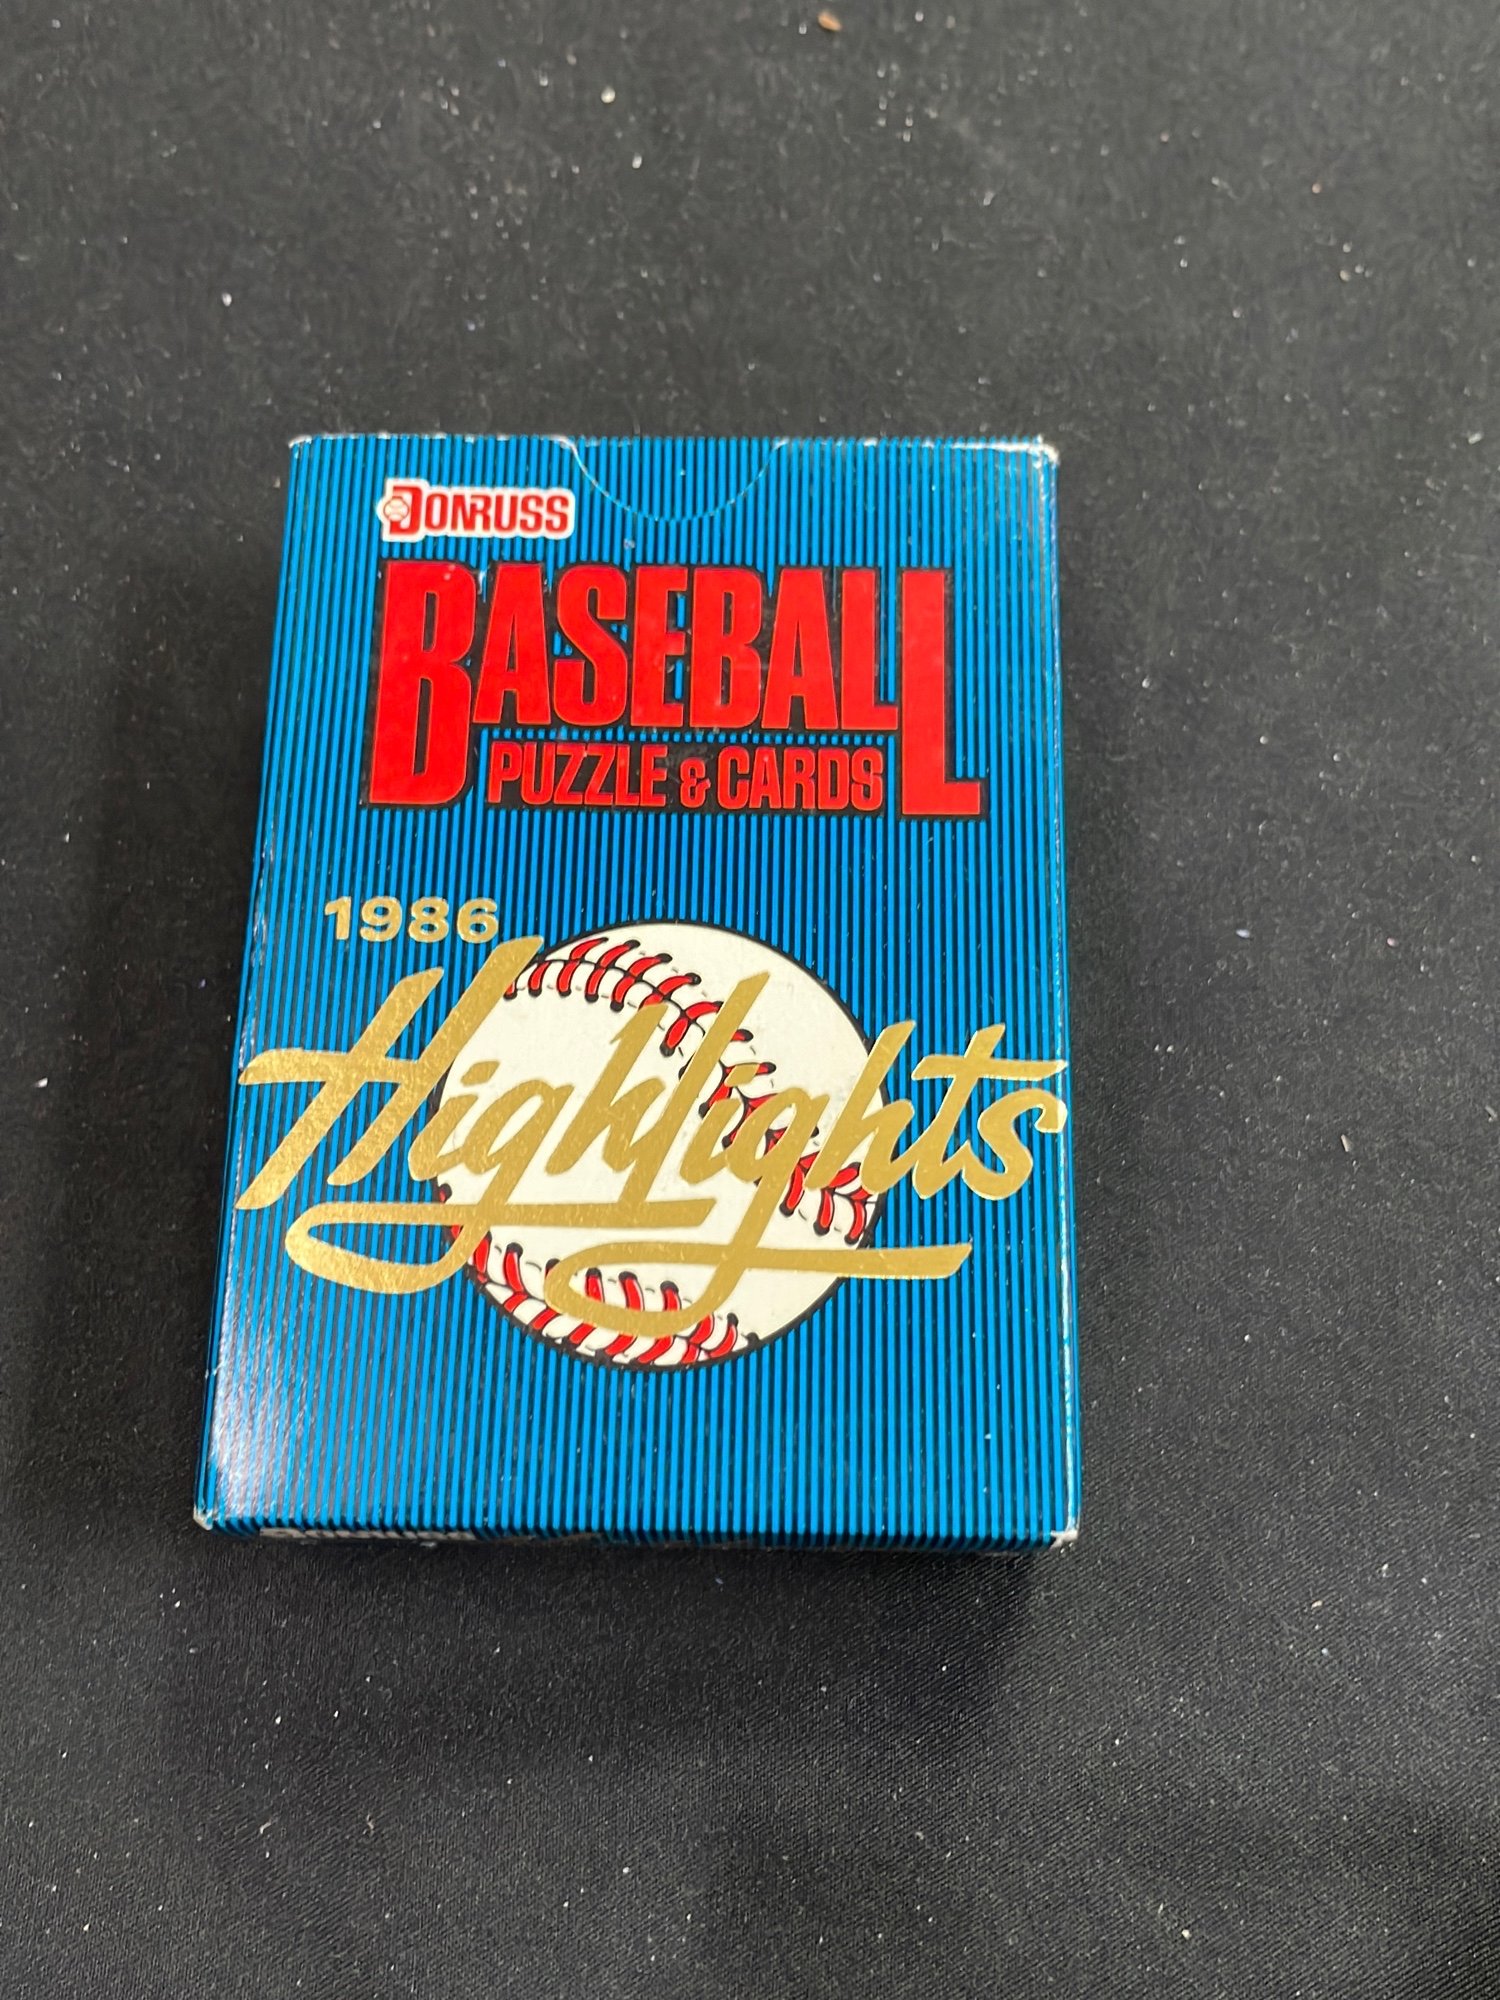 DONRUSS
BASEBALL
PUZZLE & CARDS
1986
Highlights